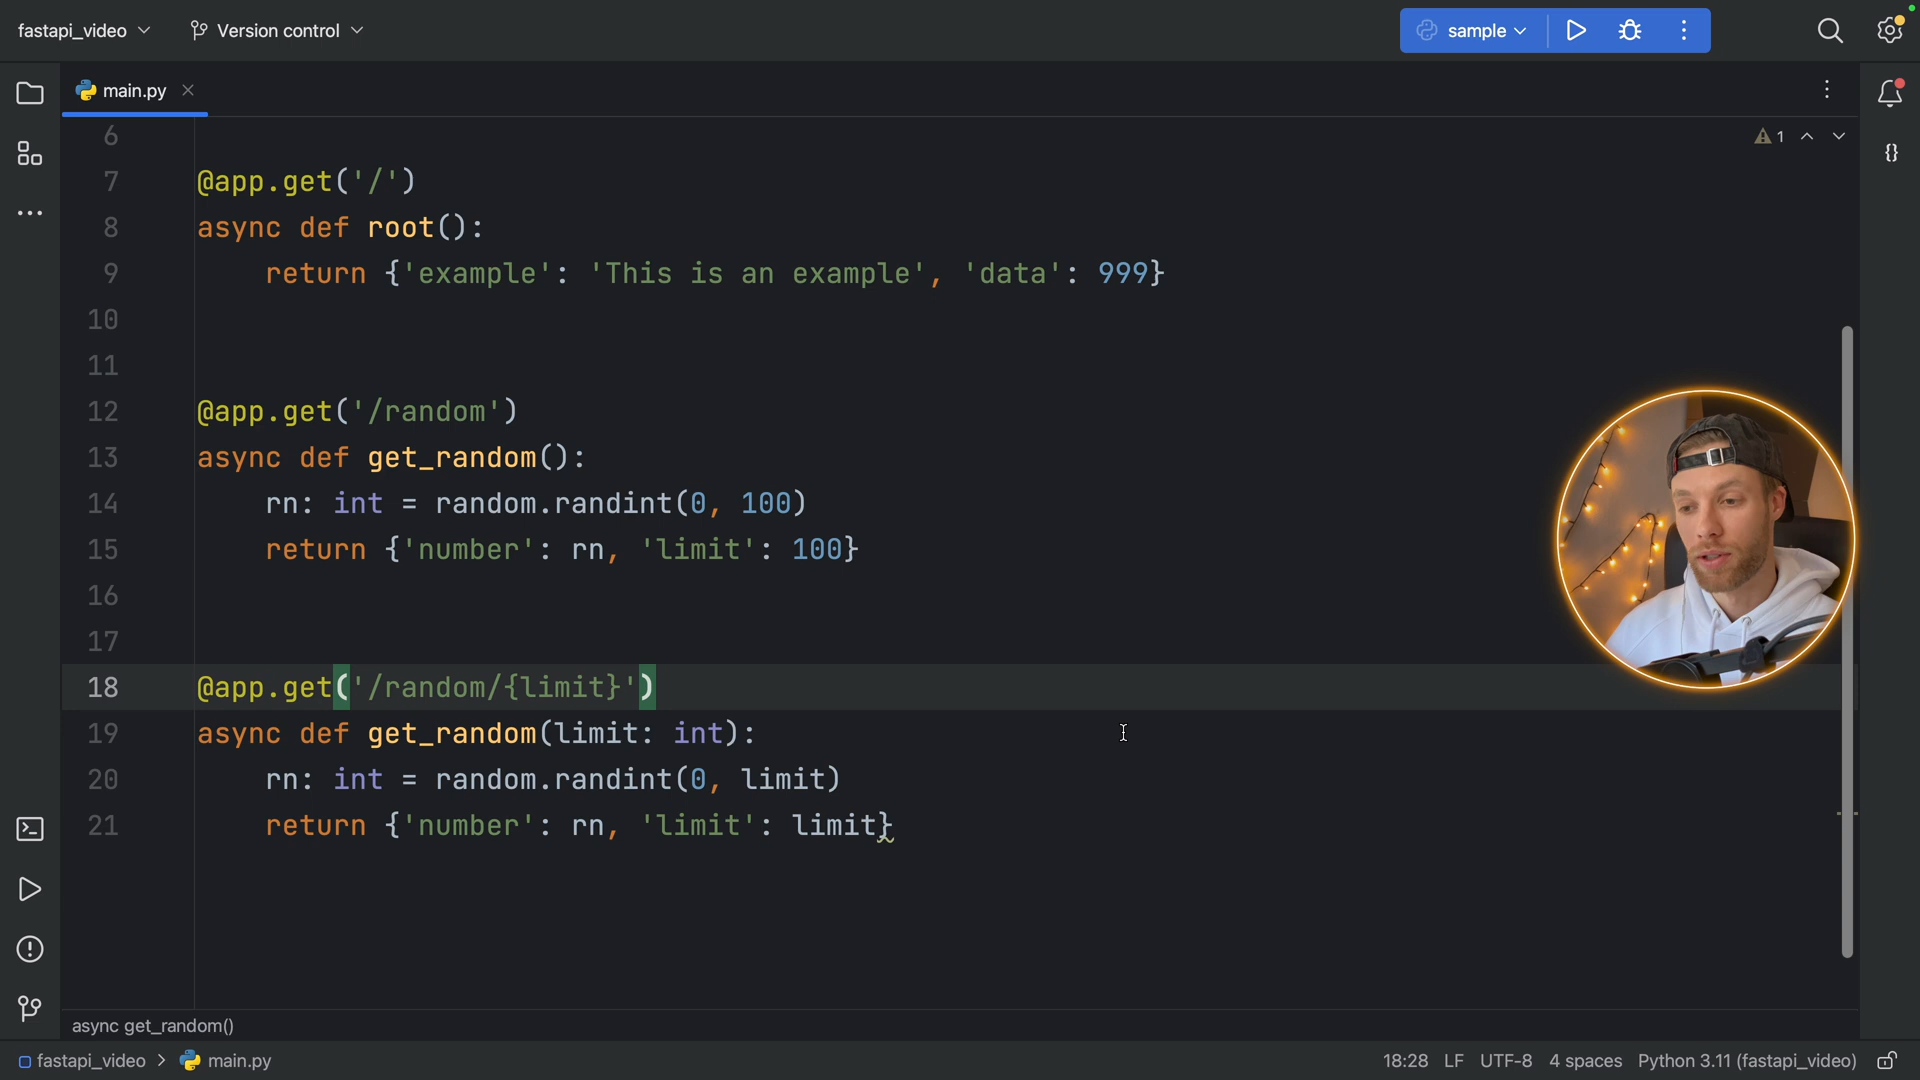 fastapi_video
Version control
sample
main.py
1
6
7 @app.get('/')
8 async def root():
9 return {'example': 'This is an example', 'data': 999}
10
11
12 @app.get('/random')
13 async def get_random():
14 rn: int = random.randint(0, 100)
15 return {'number': rn, 'limit': 100}
16
17
18 @app.get('/random/{limit}')
19 async def get_random(limit: int):
20 rn: int = random.randint(0, limit)
21 return {'number': rn, 'limit': limit}
async get_random()
fastapi_video > main.py
18:28 LF UTF-8 4 spaces Python 3.11 (fastapi_video)